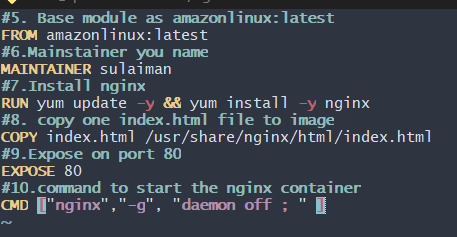 #5. Base module as amazonlinux:latest
FROM amazonlinux:latest
#6.Mainstainer you name
MAINTAINER sulaiman
#7.Install nginx
RUN yum update -y && yum install -y nginx
#8. copy one index.html file to image
COPY index.html /usr/share/nginx/html/index.html
#9.Expose on port 80
EXPOSE 80
#10.command to start the nginx container
CMD ["nginx","-g", "daemon off ; " ]
~